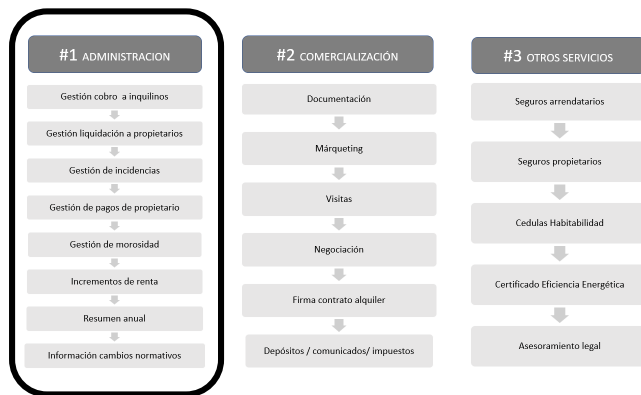 #1 ADMINISTRACION
Gestión cobro a inquilinos
Gestión liquidación a propietarios
Gestión de incidencias
Gestión de pagos de propietario
Gestión de morosidad
Incrementos de renta
Resumen anual
Información cambios normativos
#2 COMERCIALIZACIÓN
Documentación
Márqueting
Visitas
Negociación
Firma contrato alquiler
Depósitos / comunicados/ impuestos
#3 OTROS SERVICIOS
Seguros arrendatarios
Seguros propietarios
Cedulas Habitabilidad
Certificado Eficiencia Energética
Asesoramiento legal